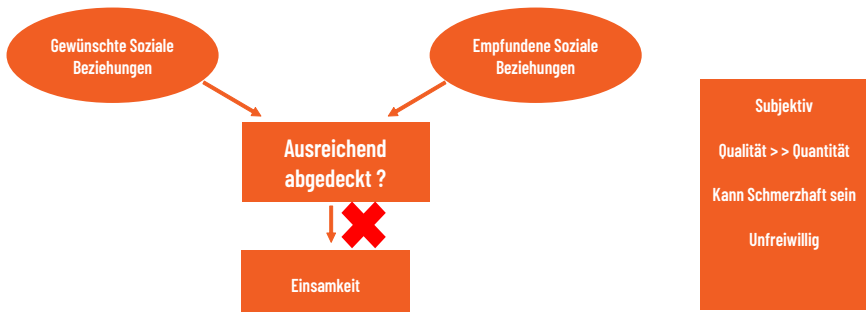 Gewünschte Soziale
Beziehungen
Empfundene Soziale
Beziehungen
Ausreichend
abgedeckt ?
Einsamkeit
Subjektiv
Qualität > > Quantität
Kann Schmerzhaft sein
Unfreiwillig